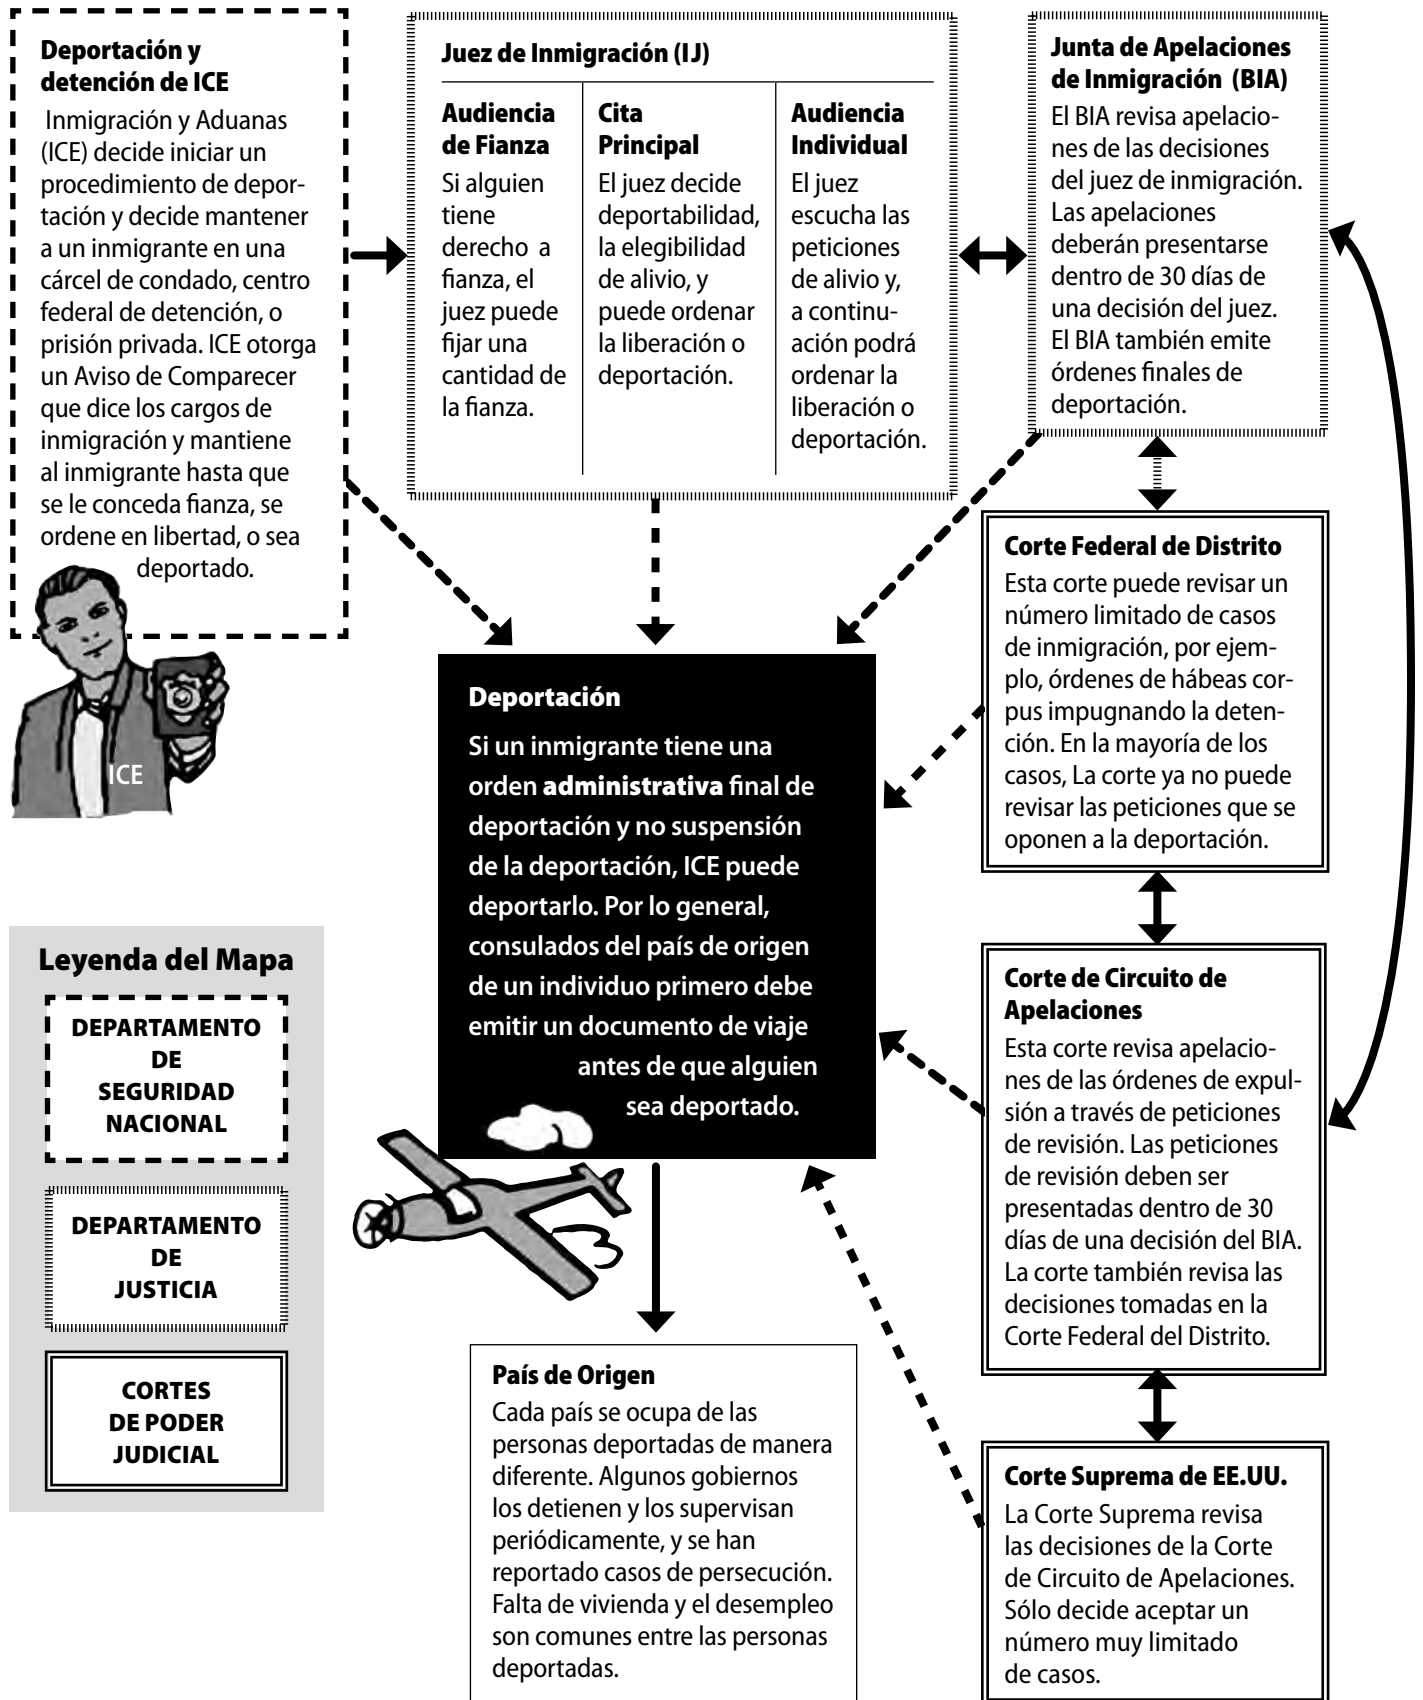 Deportación y
detención de ICE
Inmigración y Aduanas
(ICE) decide iniciar un
procedimiento de depor-
tación y decide mantener
a un inmigrante en una
cárcel de condado, centro
federal de detención, o
prisión privada. ICE otorga
un Aviso de Comparecer
que dice los cargos de
inmigración y mantiene
al inmigrante hasta que
se le conceda fianza, se
ordene en libertad, o sea
deportado.
ICE
Juez de Inmigración (IJ)
Audiencia
de Fianza
Si alguien
tiene
derecho a
fianza, el
juez puede
fijar una
cantidad de
la fianza.
Cita
Principal
El juez decide
deportabilidad,
la elegibilidad
de alivio, y
puede ordenar
la liberación o
deportación.
Audiencia
Individual
El juez
escucha las
peticiones
de alivio y,
a continu-
ación podrá
ordenar la
liberación o
deportación.
Junta de Apelaciones
de Inmigración (BIA)
El BIA revisa apelacio-
nes de las decisiones
del juez de inmigración.
Las apelaciones
deberán presentarse
dentro de 30 días de
una decisión del juez.
El BIA también emite
órdenes finales de
deportación.
Corte Federal de Distrito
Esta corte puede revisar un
número limitado de casos
de inmigración, por ejem-
plo, órdenes de hábeas cor-
pus impugnando la deten-
ción. En la mayoría de los
casos, La corte ya no puede
revisar las peticiones que se
oponen a la deportación.
Deportación
Si un inmigrante tiene una
orden administrativa final de
deportación y no suspensión
de la deportación, ICE puede
deportarlo. Por lo general,
consulados del país de origen
de un individuo primero debe
emitir un documento de viaje
antes de que alguien
sea deportado.
Leyenda del Mapa
DEPARTAMENTO
DE
SEGURIDAD
NACIONAL
DEPARTAMENTO
DE
JUSTICIA
CORTES
DE PODER
JUDICIAL
Corte de Circuito de
Apelaciones
Esta corte revisa apelacio-
nes de las órdenes de expul-
sión a través de peticiones
de revisión. Las peticiones
de revisión deben ser
presentadas dentro de 30
días de una decisión del BIA.
La corte también revisa las
decisiones tomadas en la
Corte Federal del Distrito.
País de Origen
Cada país se ocupa de las
personas deportadas de manera
diferente. Algunos gobiernos
los detienen y los supervisan
periódicamente, y se han
reportado casos de persecución.
Falta de vivienda y el desempleo
son comunes entre las personas
deportadas.
Corte Suprema de EE.UU.
La Corte Suprema revisa
las decisiones de la Corte
de Circuito de Apelaciones.
Sólo decide aceptar un
número muy limitado
de casos.